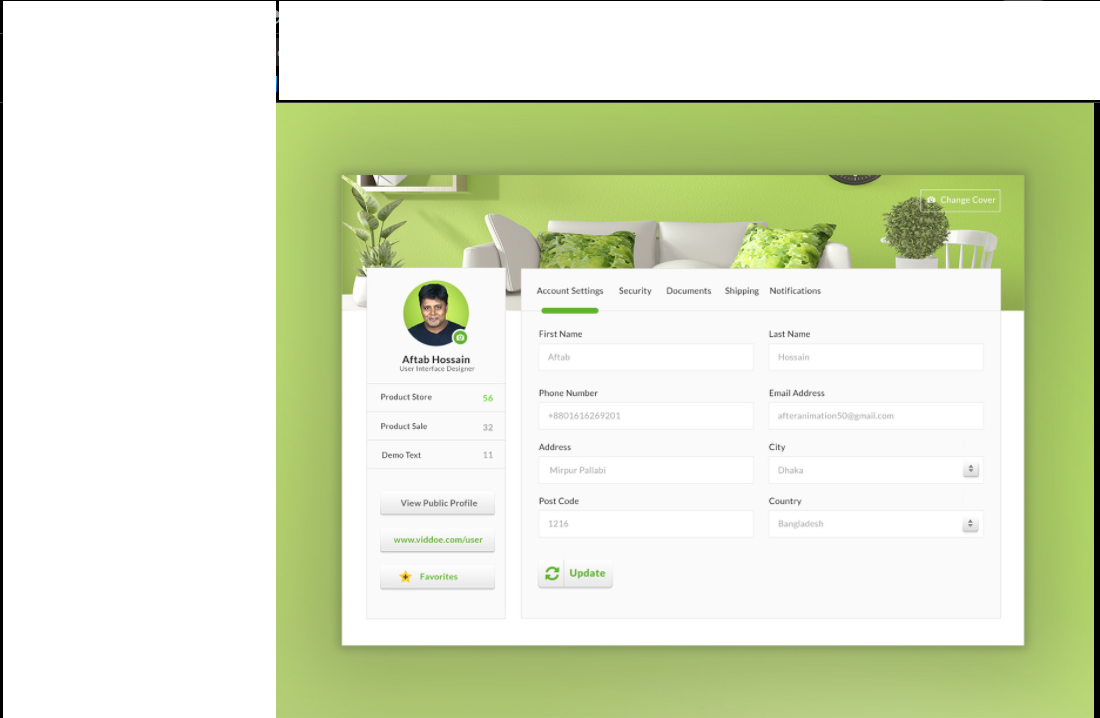 Change Cover
Aftab Hossain
User Interface Designer
Product Store 56
Product Sale 32
Demo Text 11
View Public Profile
www.viddoe.com/user
Favorites
Account Settings Security Documents Shipping Notifications
First Name Last Name
Aftab Hossain
Phone Number Email Address
+8801616269201 afteranimation50@gmail.com
Address City
Mirpur Pallabi Dhaka
Post Code Country
1216 Bangladesh
Update